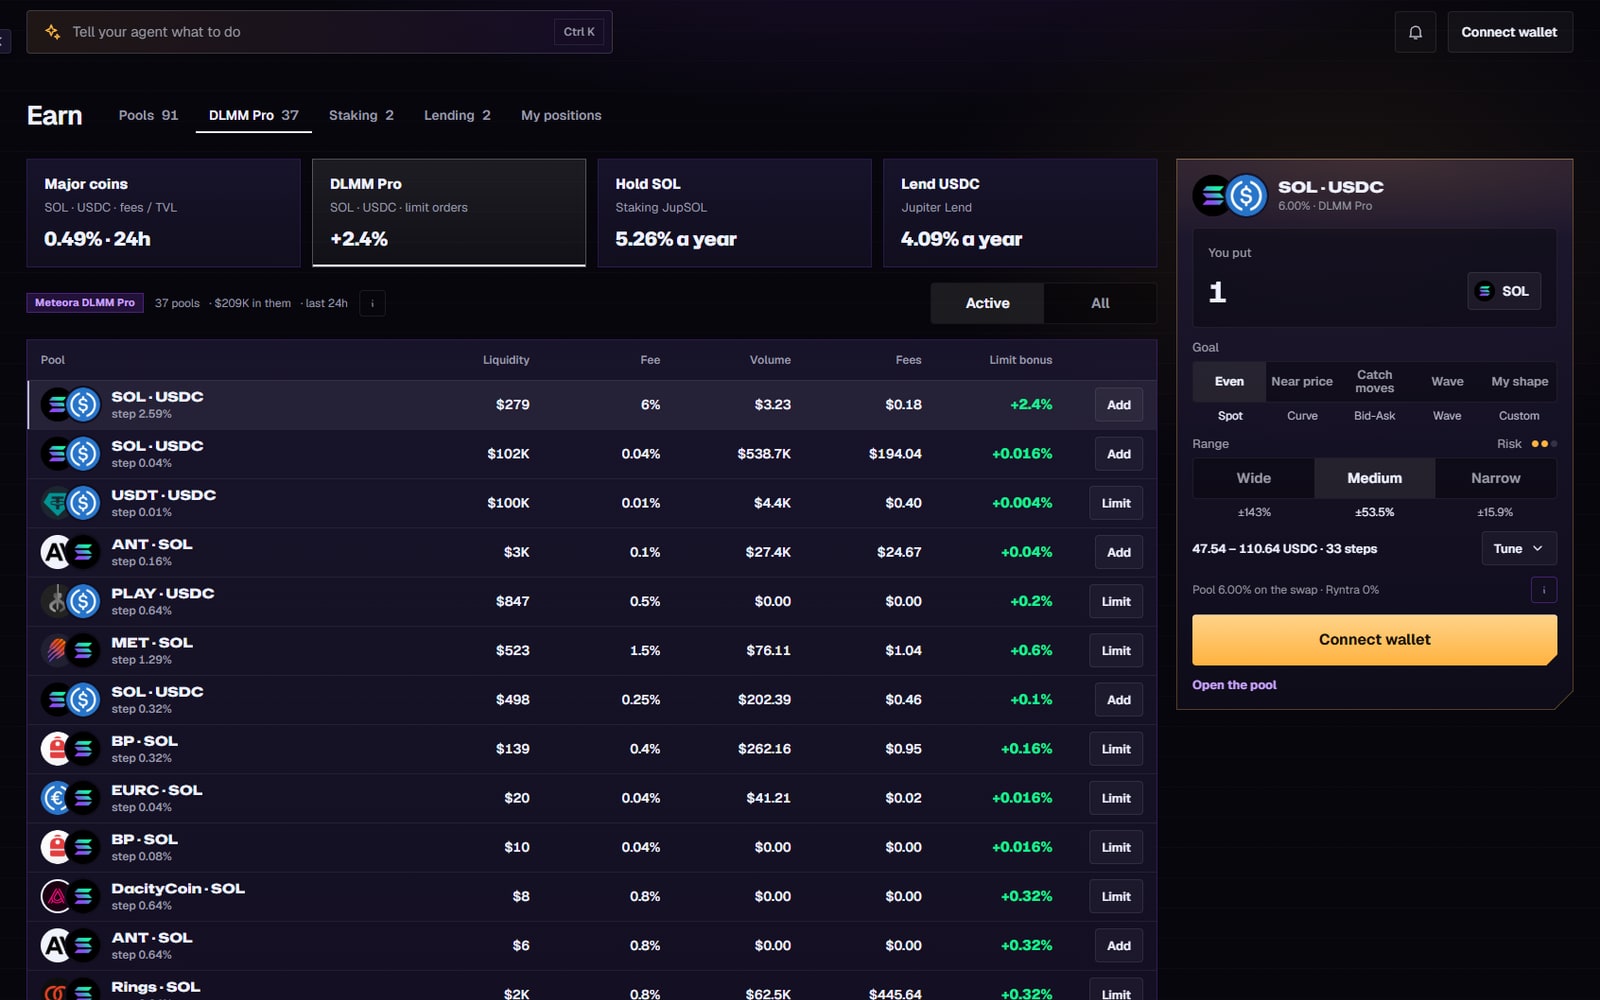 Tell your agent what to do
Ctrl K
Connect wallet
Earn
Pools 91
DLMM Pro 37
Staking 2
Lending 2
My positions
Major coins
SOL · USDC · fees / TVL
0.49% · 24h
DLMM Pro
SOL · USDC · limit orders
+2.4%
Hold SOL
Staking JupSOL
5.26% a year
Lend USDC
Jupiter Lend
4.09% a year
Meteora DLMM Pro
37 pools · $209K in them · last 24h
i
Active
All
Pool Liquidity Fee Volume Fees Limit bonus
SOL · USDC
step 2.59%
$279 6% $3.23 $0.18 +2.4% Add
SOL · USDC
step 0.04%
$102K 0.04% $538.7K $194.04 +0.016% Add
USDT · USDC
step 0.01%
$100K 0.01% $4.4K $0.40 +0.004% Limit
ANT · SOL
step 0.16%
$3K 0.1% $27.4K $24.67 +0.04% Add
PLAY · USDC
step 0.64%
$847 0.5% $0.00 $0.00 +0.2% Limit
MET · SOL
step 1.29%
$523 1.5% $76.11 $1.04 +0.6% Limit
SOL · USDC
step 0.32%
$498 0.25% $202.39 $0.46 +0.1% Add
BP · SOL
step 0.32%
$139 0.4% $262.16 $0.95 +0.16% Limit
EURC · SOL
step 0.04%
$20 0.04% $41.21 $0.02 +0.016% Limit
BP · SOL
step 0.08%
$10 0.04% $0.00 $0.00 +0.016% Limit
DacityCoin · SOL
step 0.64%
$8 0.8% $0.00 $0.00 +0.32% Limit
ANT · SOL
step 0.64%
$6 0.8% $0.00 $0.00 +0.32% Add
Rings · SOL
$2K 0.8% $62.5K $445.64 +0.32% Limit
SOL · USDC
6.00% · DLMM Pro
You put
1
SOL
Goal
Even
Near price
Catch moves
Wave
My shape
Spot
Curve
Bid-Ask
Wave
Custom
Range
Risk
Wide
Medium
Narrow
±143%
±53.5%
±15.9%
47.54 – 110.64 USDC · 33 steps
Tune
Pool 6.00% on the swap · Ryntra 0%
i
Connect wallet
Open the pool